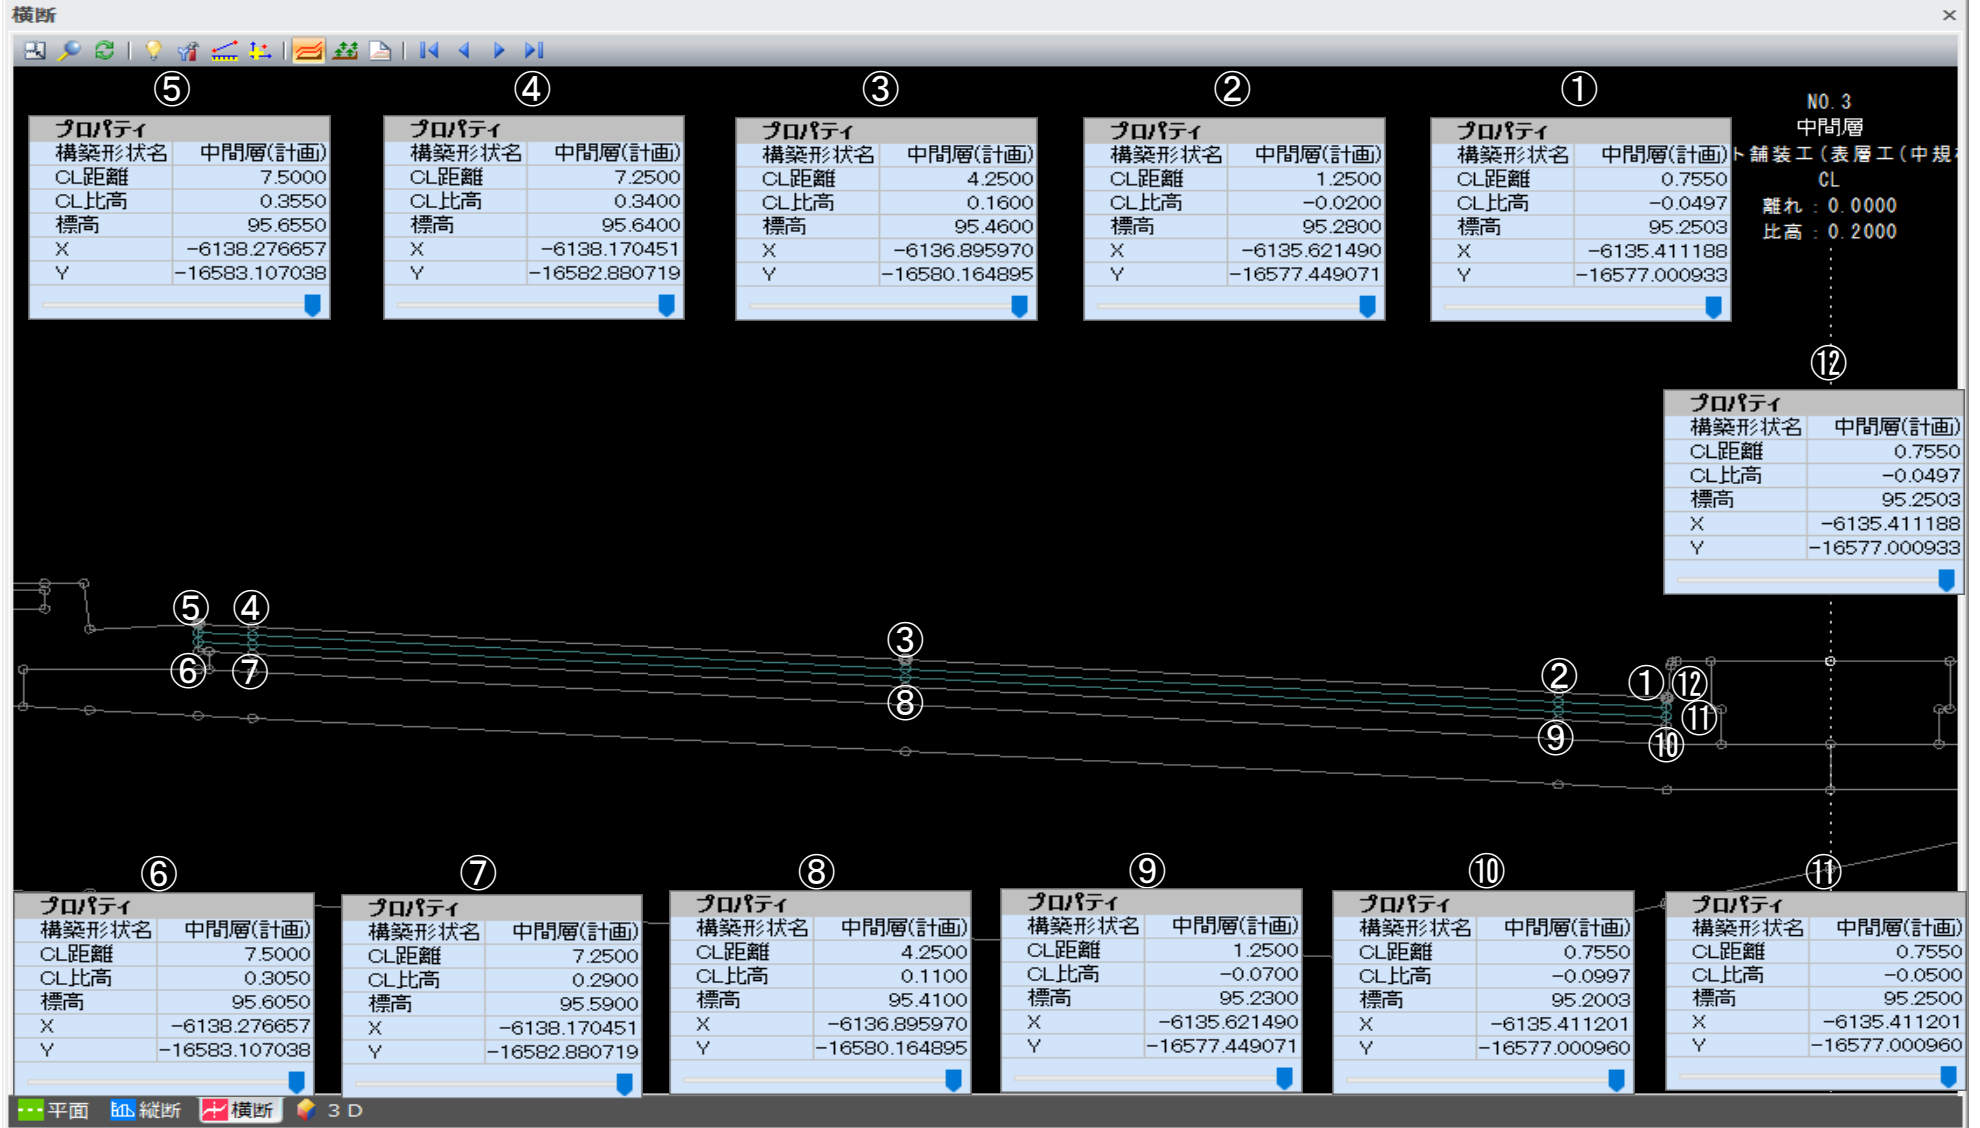 横断
⑤
④
③
②
①
NO.3
中間層
ト舗装工(表層工(中規
CL
離れ：0.0000
比高：0.2000
プロパティ
構築形状名 中間層(計画)
CL距離 7.5000
CL比高 0.3550
標高 95.6550
X -6138.276657
Y -16583.107038
プロパティ
構築形状名 中間層(計画)
CL距離 7.2500
CL比高 0.3400
標高 95.6400
X -6138.170451
Y -16582.880719
プロパティ
構築形状名 中間層(計画)
CL距離 4.2500
CL比高 0.1600
標高 95.4600
X -6136.895970
Y -16580.164895
プロパティ
構築形状名 中間層(計画)
CL距離 1.2500
CL比高 -0.0200
標高 95.2800
X -6135.621490
Y -16577.449071
プロパティ
構築形状名 中間層(計画)
CL距離 0.7550
CL比高 -0.0497
標高 95.2503
X -6135.411188
Y -16577.000933
⑫
プロパティ
構築形状名 中間層(計画)
CL距離 0.7550
CL比高 -0.0497
標高 95.2503
X -6135.411188
Y -16577.000933
⑤ ④
③
② ① ⑫
⑥ ⑦
⑧
⑨ ⑩ ⑪
⑥
⑦
⑧
⑨
⑩
⑪
プロパティ
構築形状名 中間層(計画)
CL距離 7.5000
CL比高 0.3050
標高 95.6050
X -6138.276657
Y -16583.107038
プロパティ
構築形状名 中間層(計画)
CL距離 7.2500
CL比高 0.2900
標高 95.5900
X -6138.170451
Y -16582.880719
プロパティ
構築形状名 中間層(計画)
CL距離 4.2500
CL比高 0.1100
標高 95.4100
X -6136.895970
Y -16580.164895
プロパティ
構築形状名 中間層(計画)
CL距離 1.2500
CL比高 -0.0700
標高 95.2300
X -6135.621490
Y -16577.449071
プロパティ
構築形状名 中間層(計画)
CL距離 0.7550
CL比高 -0.0997
標高 95.2003
X -6135.411201
Y -16577.000960
プロパティ
構築形状名 中間層(計画)
CL距離 0.7550
CL比高 -0.0500
標高 95.2500
X -6135.411201
Y -16577.000960
平面 縦断 横断 3D